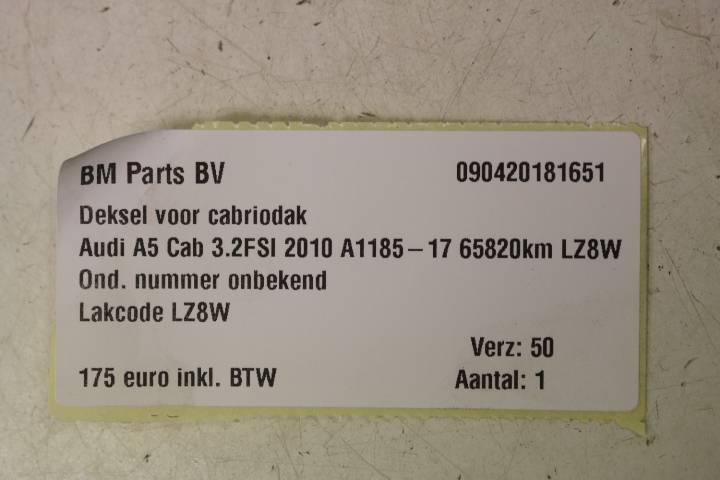 BM Parts BV 090420181651
Deksel voor cabriodak
Audi A5 Cab 3.2FSI 2010 A1185-17 65820km LZ8W
Ond. nummer onbekend
Lakcode LZ8W
Verz: 50
175 euro inkl. BTW Aantal: 1